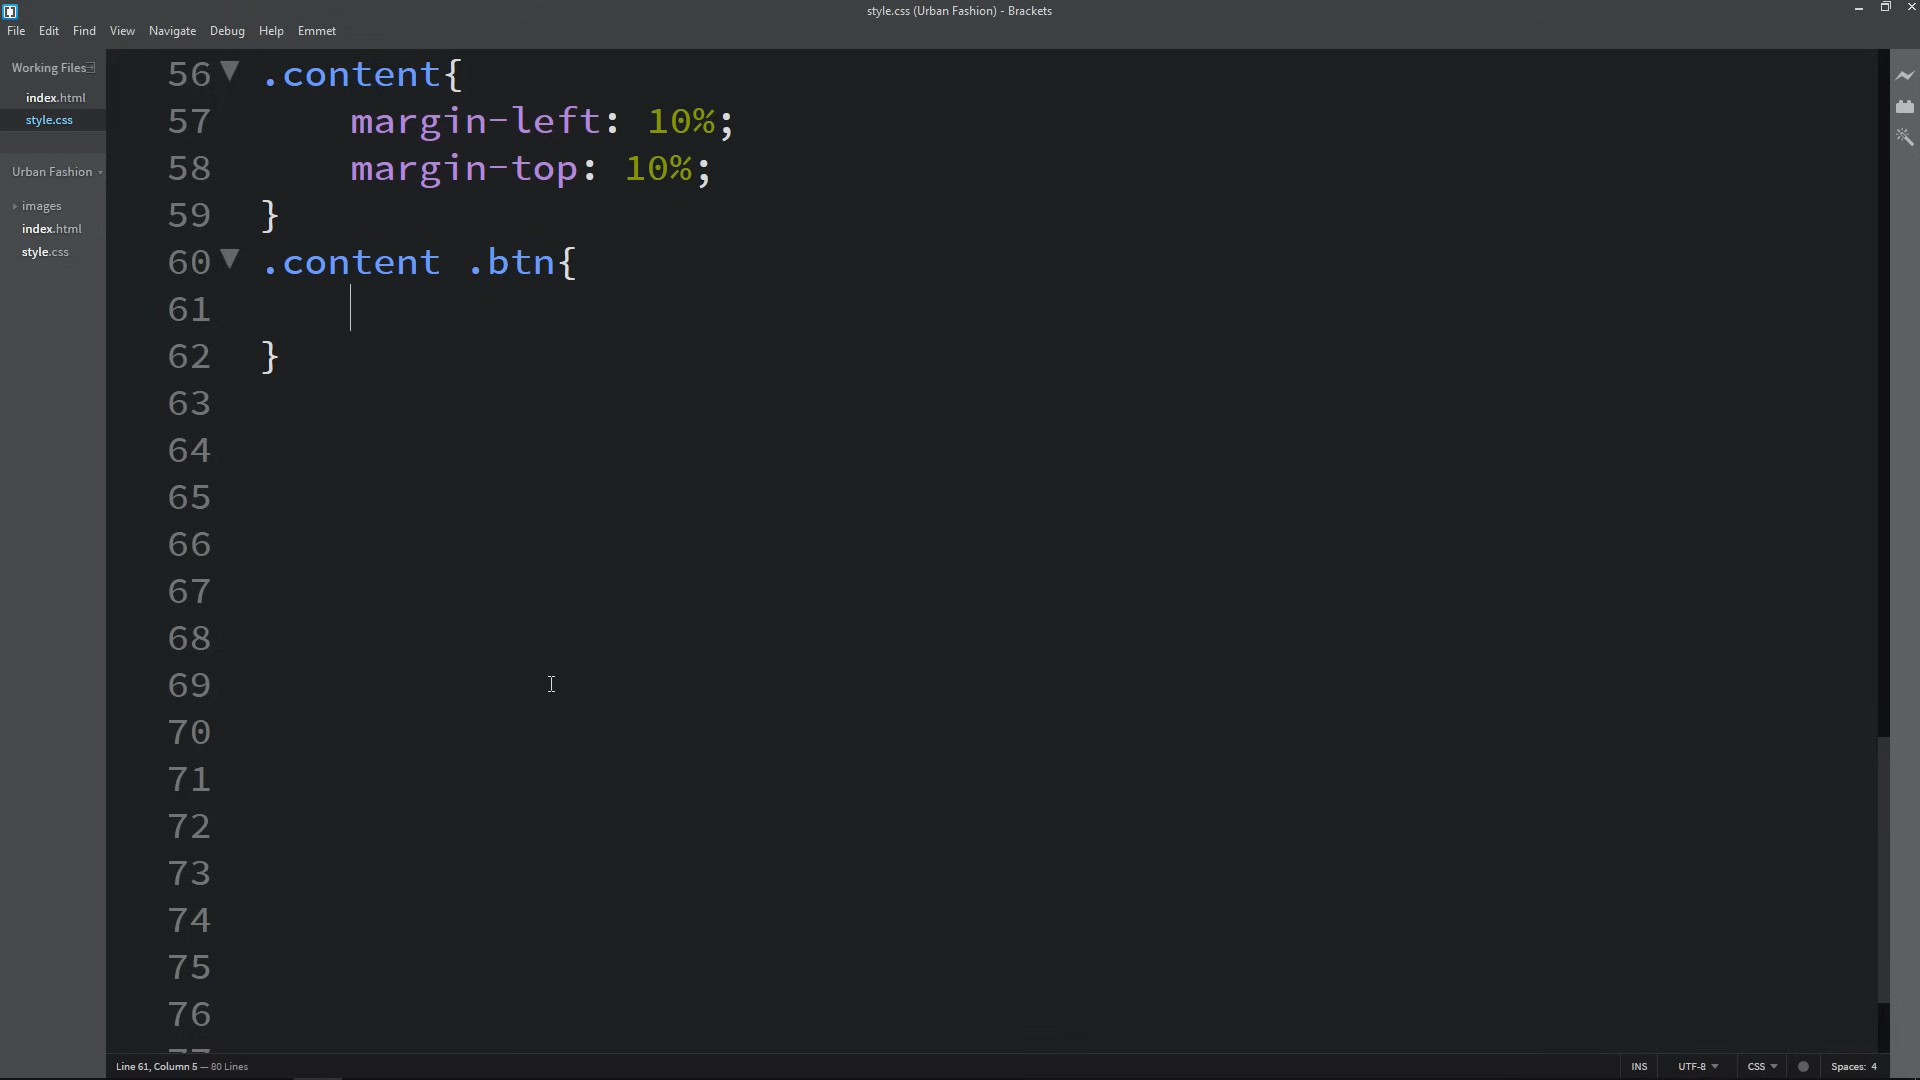 style.css (Urban Fashion) - Brackets
File Edit Find View Navigate Debug Help Emmet
Working Files
index.html
style.css
Urban Fashion
images
index.html
style.css
56 .content{
57 margin-left: 10%;
58 margin-top: 10%;
59 }
60 .content .btn{
61
62 }
63
64
65
66
67
68
69
70
71
72
73
74
75
76
Line 61, Column 5 — 80 Lines
INS UTF-8 CSS Spaces: 4